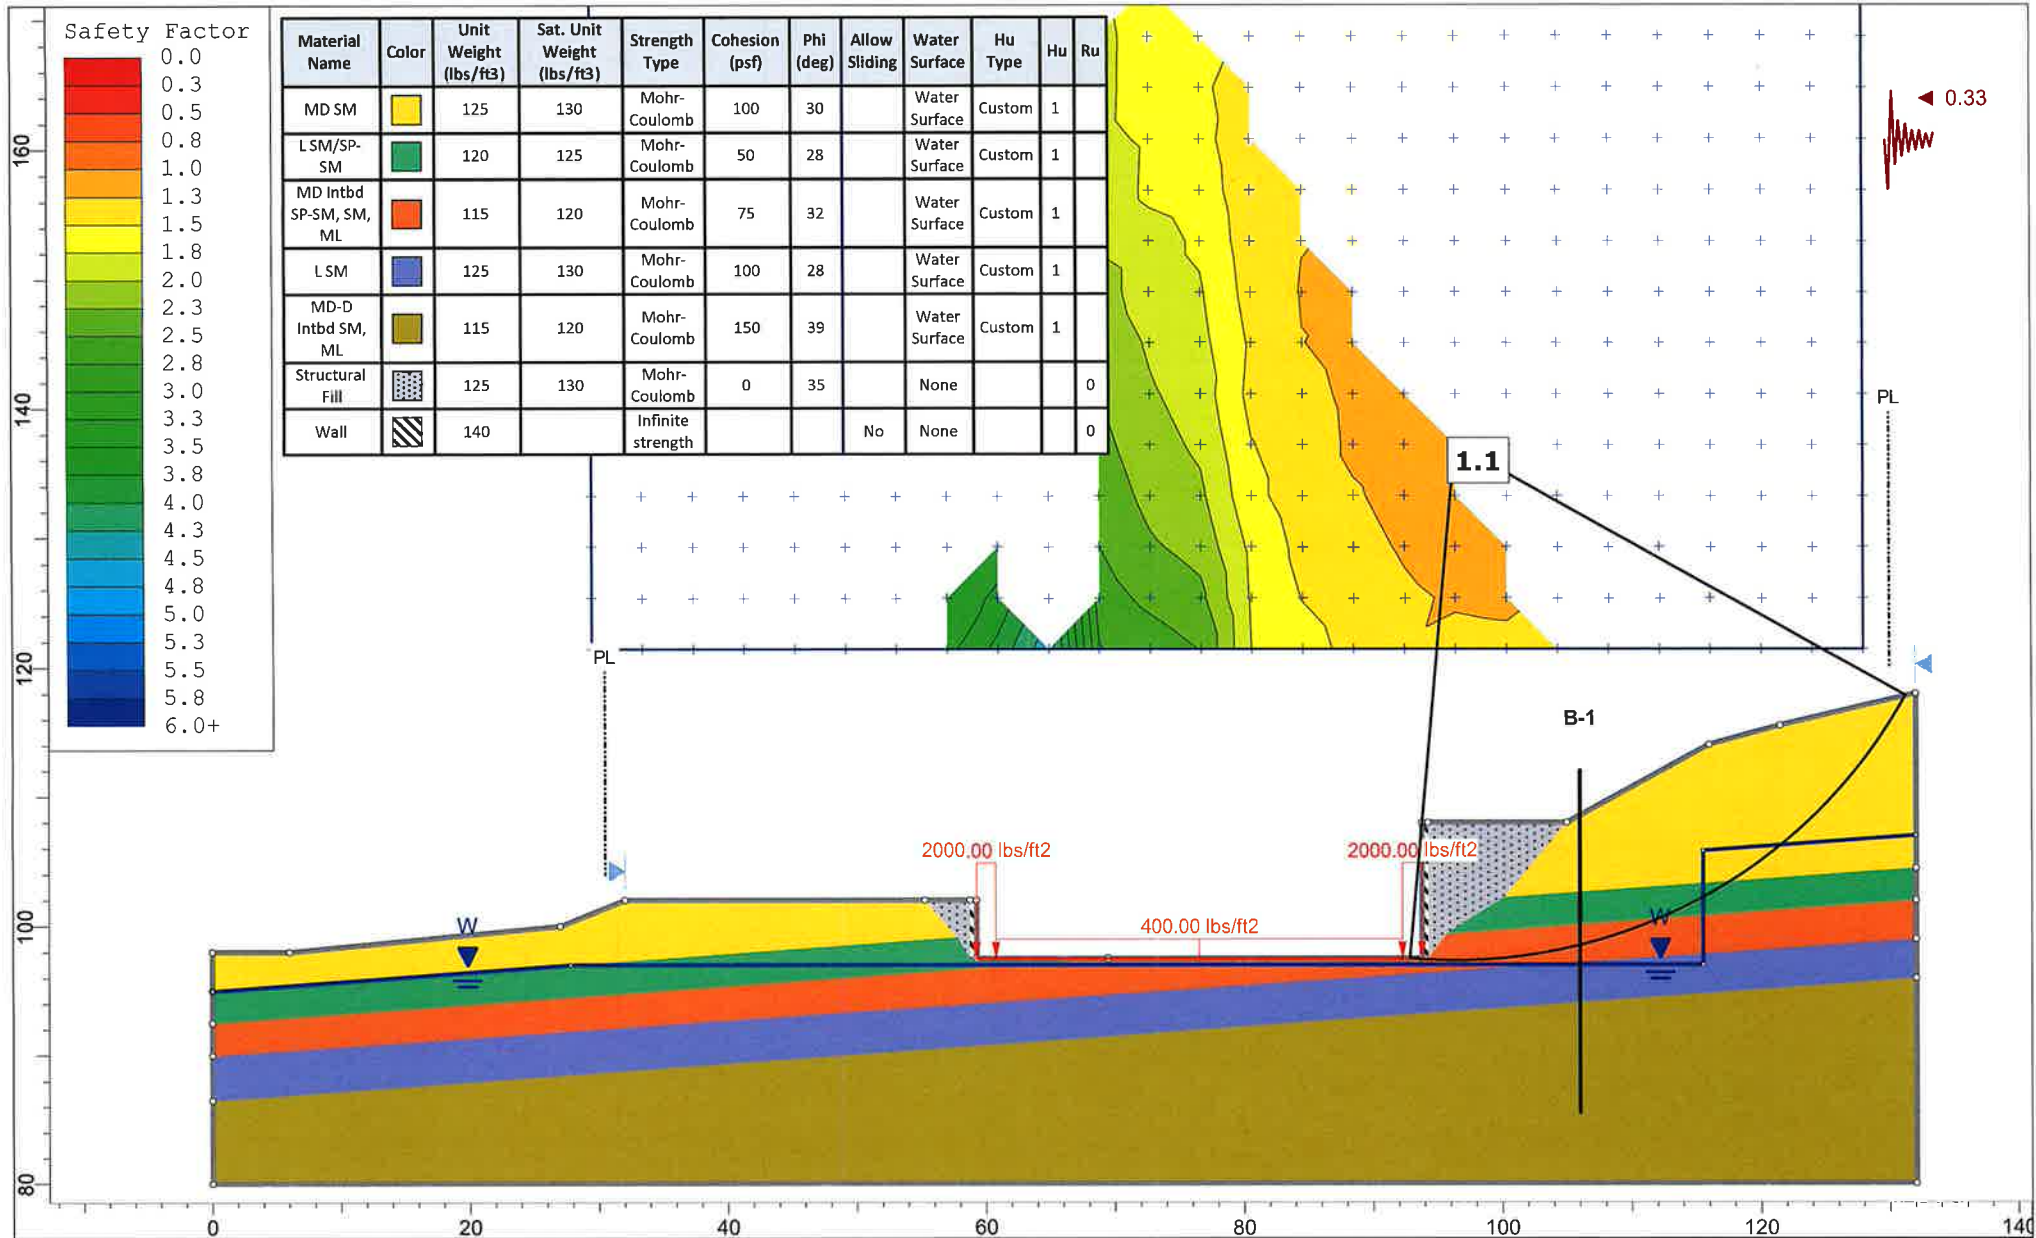 Safety Factor
0.0
0.3
0.5
0.8
1.0
1.3
1.5
1.8
2.0
2.3
2.5
2.8
3.0
3.3
3.5
3.8
4.0
4.3
4.5
4.8
5.0
5.3
5.5
5.8
6.0+
Material Name Color Unit Weight (lbs/ft3) Sat. Unit Weight (lbs/ft3) Strength Type Cohesion (psf) Phi (deg) Allow Sliding Water Surface Hu Type Hu Ru
MD SM 125 130 Mohr-Coulomb 100 30 Water Surface Custom 1
L SM/SP-SM 120 125 Mohr-Coulomb 50 28 Water Surface Custom 1
MD Intbd SP-SM, SM, ML 115 120 Mohr-Coulomb 75 32 Water Surface Custom 1
L SM 125 130 Mohr-Coulomb 100 28 Water Surface Custom 1
MD-D Intbd SM, ML 115 120 Mohr-Coulomb 150 39 Water Surface Custom 1
Structural Fill 125 130 Mohr-Coulomb 0 35 None 0
Wall 140 Infinite strength No None 0
0.33
PL
1.1
PL
B-1
2000.00 lbs/ft2
2000.00 lbs/ft2
400.00 lbs/ft2
W
W
160
140
120
100
80
0 20 40 60 80 100 120 140